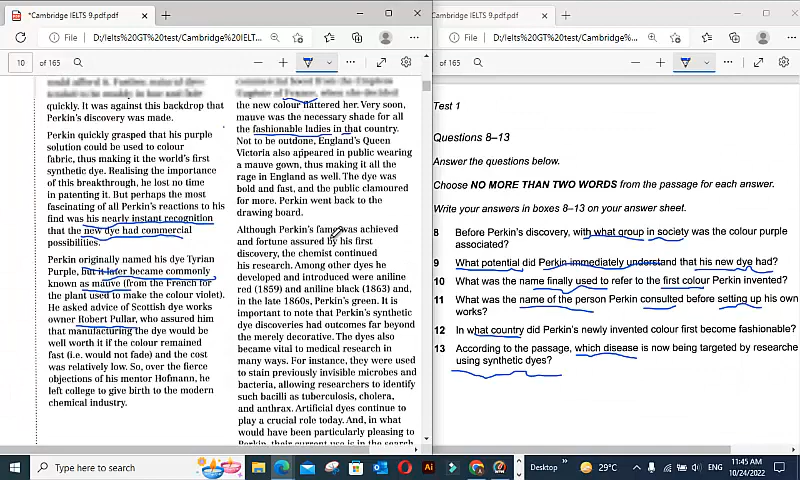 *Cambridge IELTS 9.pdf.pdf
Cambridge IELTS 9.pdf.pdf
File
D:/Ielts%20GT%20test/Cambridge%20IELT...
File
D:/Ielts%20GT%20test/Cambridge%20IELTS...
10 of 165
of 165
quickly. It was against this backdrop that
Perkin's discovery was made.
Perkin quickly grasped that his purple
solution could be used to colour
fabric, thus making it the world's first
synthetic dye. Realising the importance
of this breakthrough, he lost no time
in patenting it. But perhaps the most
fascinating of all Perkin's reactions to his
find was his nearly instant recognition
that the new dye had commercial
possibilities.
Perkin originally named his dye Tyrian
Purple, but it later became commonly
known as mauve (from the French for
the plant used to make the colour violet).
He asked advice of Scottish dye works
owner Robert Pullar, who assured him
that manufacturing the dye would be
well worth it if the colour remained
fast (i.e. would not fade) and the cost
was relatively low. So, over the fierce
objections of his mentor Hofmann, he
left college to give birth to the modern
chemical industry.
of France, when she decided
the new colour flattered her. Very soon,
mauve was the necessary shade for all
the fashionable ladies in that country.
Not to be outdone, England's Queen
Victoria also appeared in public wearing
a mauve gown, thus making it all the
rage in England as well. The dye was
bold and fast, and the public clamoured
for more. Perkin went back to the
drawing board.
Although Perkin's fame was achieved
and fortune assured by his first
discovery, the chemist continued
his research. Among other dyes he
developed and introduced were aniline
red (1859) and aniline black (1863) and,
in the late 1860s, Perkin's green. It is
important to note that Perkin's synthetic
dye discoveries had outcomes far beyond
the merely decorative. The dyes also
became vital to medical research in
many ways. For instance, they were used
to stain previously invisible microbes and
bacteria, allowing researchers to identify
such bacilli as tuberculosis, cholera,
and anthrax. Artificial dyes continue to
play a crucial role today. And, in what
would have been particularly pleasing to
Perkin, their current use is in the search
Test 1
Questions 8–13
Answer the questions below.
Choose NO MORE THAN TWO WORDS from the passage for each answer.
Write your answers in boxes 8–13 on your answer sheet.
8 Before Perkin's discovery, with what group in society was the colour purple
associated?
9 What potential did Perkin immediately understand that his new dye had?
10 What was the name finally used to refer to the first colour Perkin invented?
11 What was the name of the person Perkin consulted before setting up his own
works?
12 In what country did Perkin's newly invented colour first become fashionable?
13 According to the passage, which disease is now being targeted by researche
using synthetic dyes?
Type here to search
Desktop
29°C
ENG
11:45 AM
10/24/2022